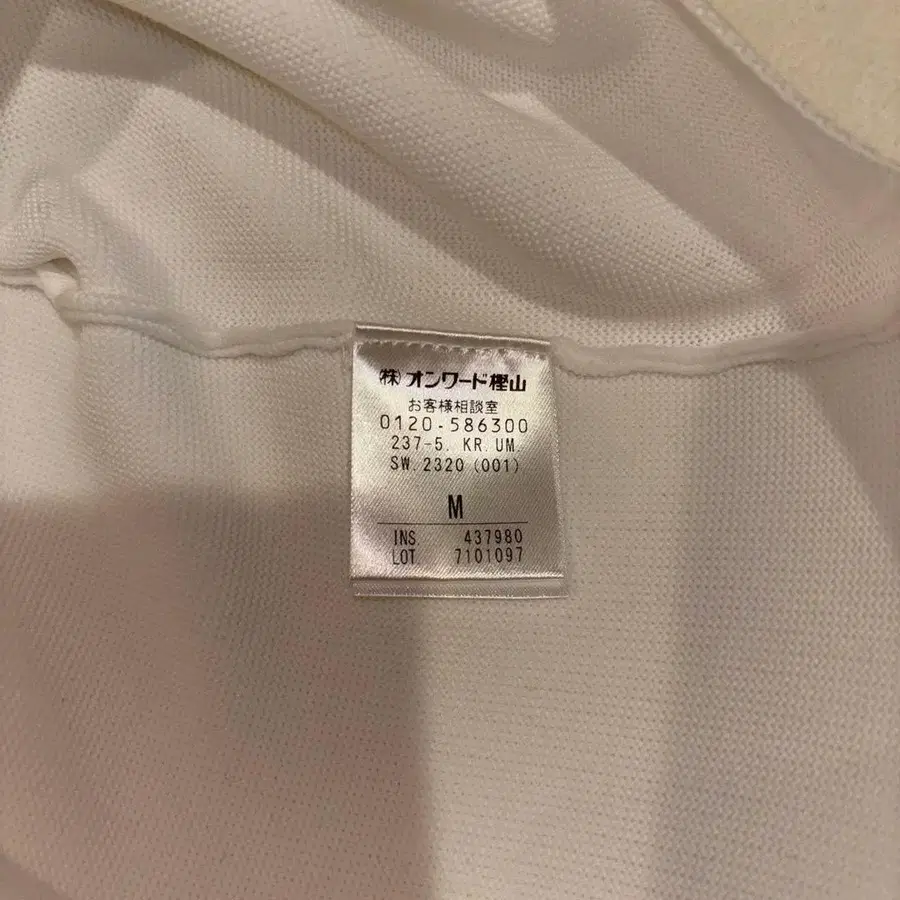 (株)オンワード樫山
お客様相談室
0120-586300
237-5. KR. UM.
SW. 2320 (001)
M
INS. 437980
LOT 7101097